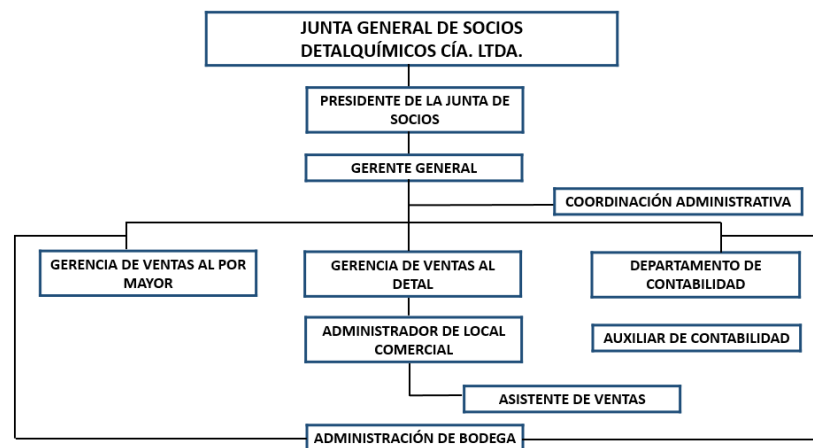 JUNTA GENERAL DE SOCIOS
DETALQUÍMICOS CÍA. LTDA.
PRESIDENTE DE LA JUNTA DE
SOCIOS
GERENTE GENERAL
COORDINACIÓN ADMINISTRATIVA
GERENCIA DE VENTAS AL POR
MAYOR
GERENCIA DE VENTAS AL
DETAL
DEPARTAMENTO DE
CONTABILIDAD
ADMINISTRADOR DE LOCAL
COMERCIAL
AUXILIAR DE CONTABILIDAD
ASISTENTE DE VENTAS
ADMINISTRACIÓN DE BODEGA